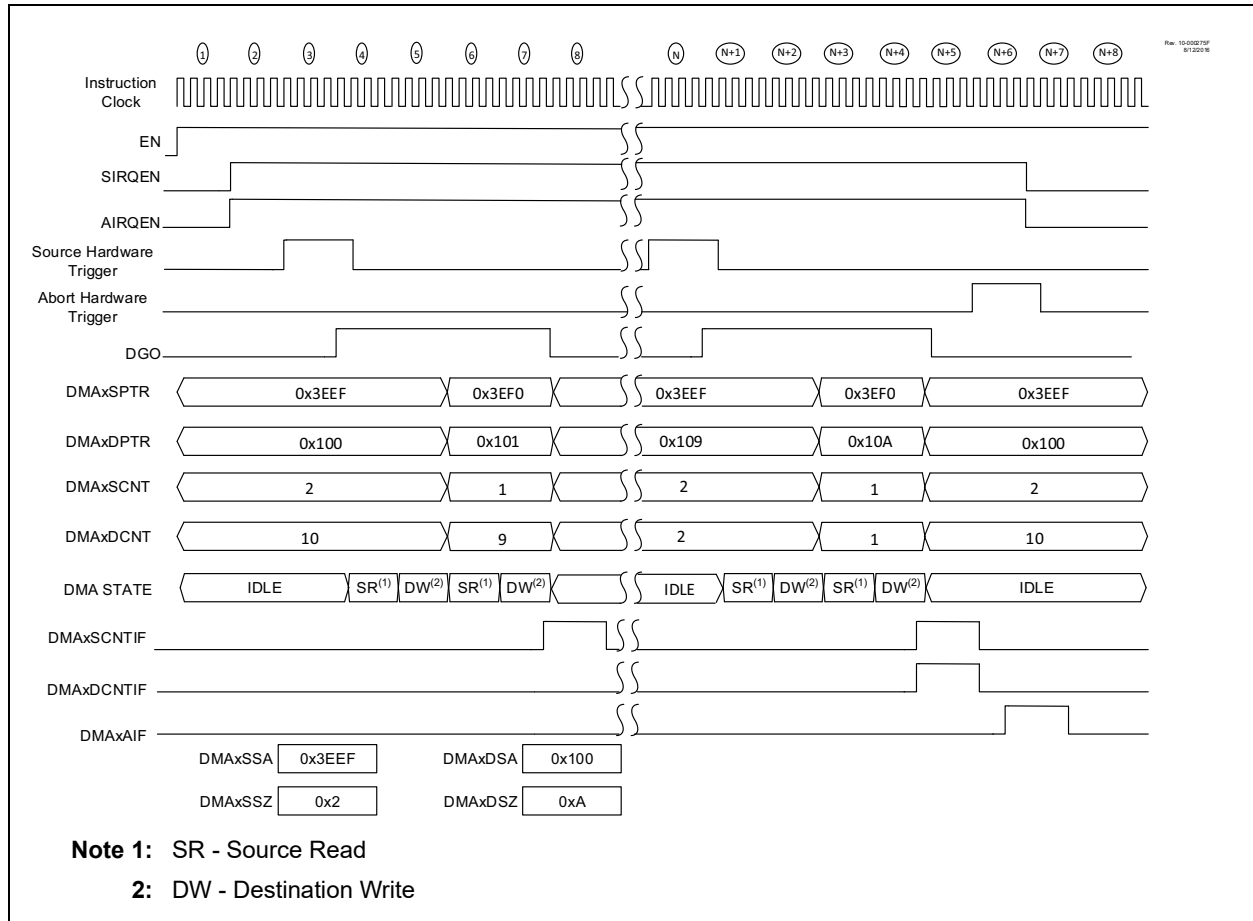 1 2 3 4 5 6 7 8 N N+1 N+2 N+3 N+4 N+5 N+6 N+7 N+8
Rev. 10-000275F
8/12/2016
Instruction
Clock
EN
SIRQEN
AIRQEN
Source Hardware
Trigger
Abort Hardware
Trigger
DGO
DMAxSPTR 0x3EEF 0x3EF0 0x3EEF 0x3EF0 0x3EEF
DMAxDPTR 0x100 0x101 0x109 0x10A 0x100
DMAxSCNT 2 1 2 1 2
DMAxDCNT 10 9 2 1 10
DMA STATE IDLE SR(1) DW(2) SR(1) DW(2) IDLE SR(1) DW(2) SR(1) DW(2) IDLE
DMAxSCNTIF
DMAxDCNTIF
DMAxAIF
DMAxSSA 0x3EEF DMAxDSA 0x100
DMAxSSZ 0x2 DMAxDSZ 0xA
Note 1: SR - Source Read
2: DW - Destination Write